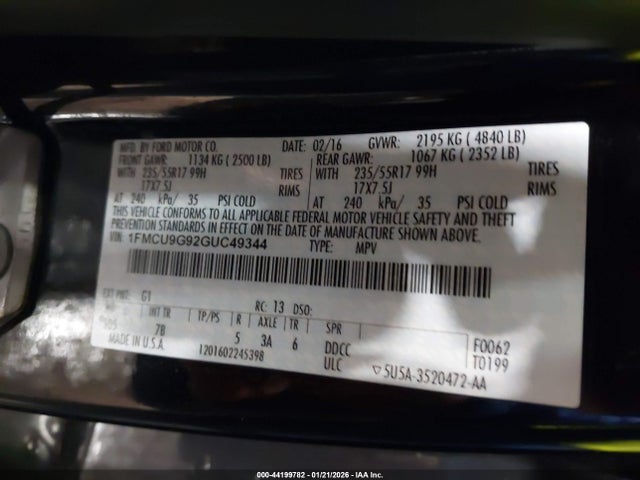 MFD. BY FORD MOTOR CO. DATE: 02/16 GVWR: 2195 KG ( 4840 LB)
FRONT GAWR: 1134 KG ( 2500 LB) REAR GAWR: 1067 KG ( 2352 LB)
WITH 235/55R17 99H TIRES WITH 235/55R17 99H TIRES
17X7.5J RIMS 17X7.5J RIMS
AT 240 kPa/ 35 PSI COLD AT 240 kPa/ 35 PSI COLD
THIS VEHICLE CONFORMS TO ALL APPLICABLE FEDERAL MOTOR VEHICLE SAFETY AND THEFT
PREVENTION STANDARDS IN EFFECT ON THE DATE OF MANUFACTURE SHOWN ABOVE.
VIN: 1FMCU9G92GUC49344 TYPE: MPV
EXT PNT: G1 RC: 13 DSO:
INT TR TP/PS R AXLE TR SPR
7B 5 3A 6 DDCC F0062
MADE IN U.S.A. 1201602245398 ULC T0199
▽5U5A-3520472-AA
000-44199782 - 01/21/2026 - IAA Inc.